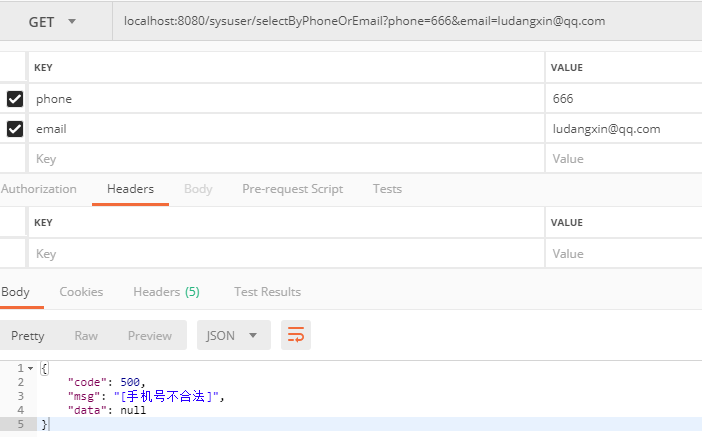 GET localhost:8080/sysuser/selectByPhoneOrEmail?phone=666&email=ludangxin@qq.com
KEY VALUE
phone 666
email ludangxin@qq.com
Key Value
Authorization Headers Body Pre-request Script Tests
KEY VALUE
Key Value
Body Cookies Headers (5) Test Results
Pretty Raw Preview JSON
1 {
2 "code": 500,
3 "msg": "[手机号不合法]",
4 "data": null
5 }